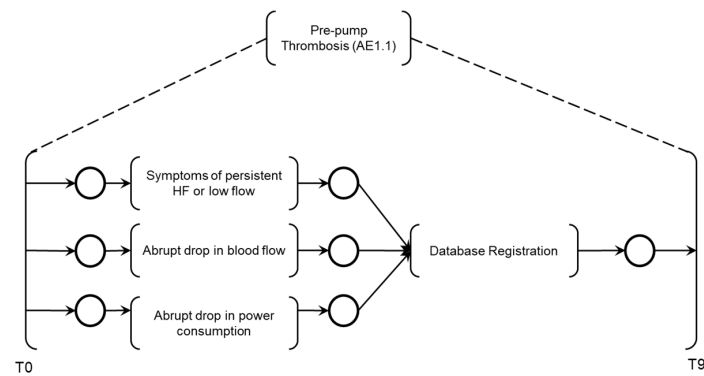 Pre-pump
Thrombosis (AE1.1)
Symptoms of persistent
HF or low flow
Abrupt drop in blood flow
Database Registration
Abrupt drop in power
consumption
T0
T9